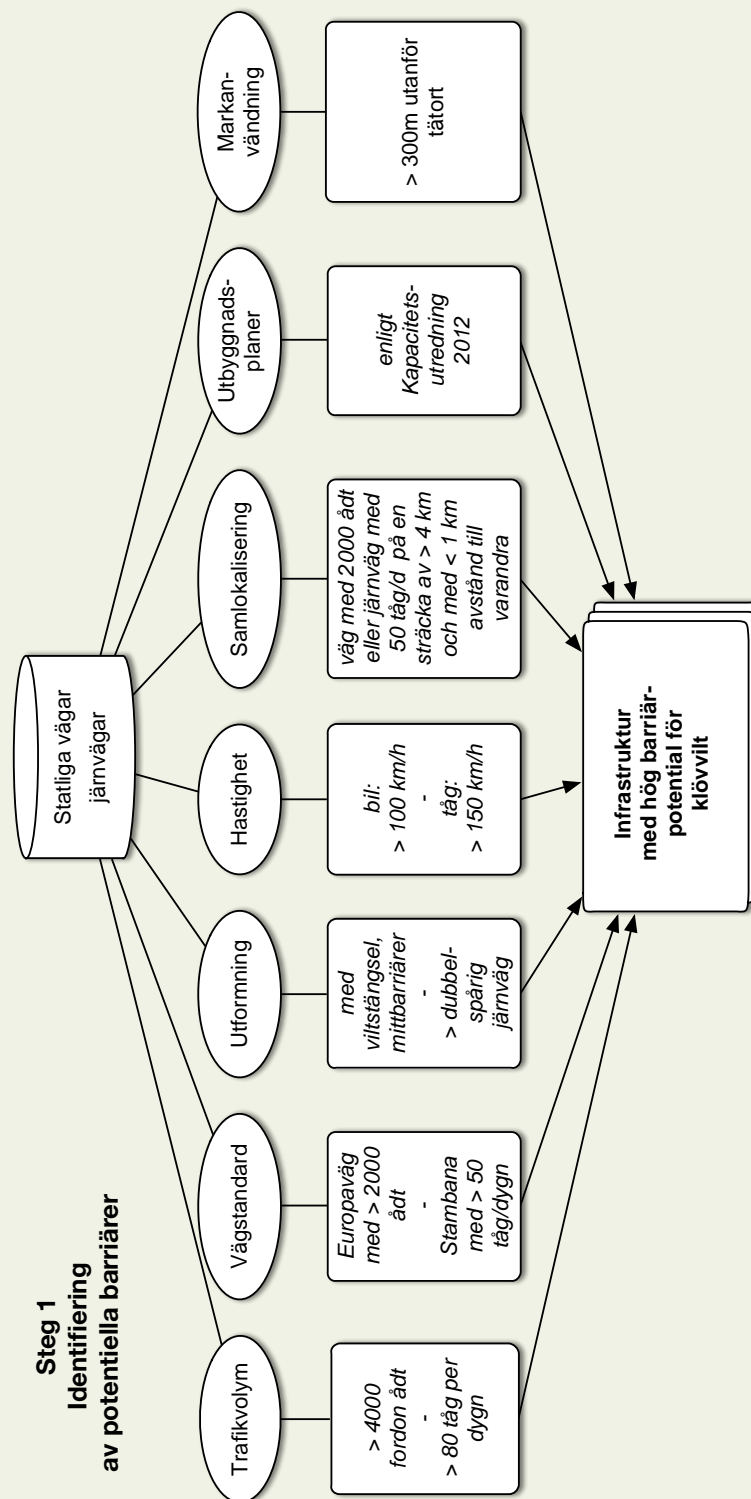 Steg 1
Identifiering
av potentiella barriärer
Statliga vägar
järnvägar
Trafikvolym
Vägstandard
Utformning
Hastighet
Samlokalisering
Utbyggnads-
planer
Markan-
vändning
> 4000
fordon ådt
-
> 80 tåg per
dygn
Europaväg
med > 2000
ådt
-
Stambana
med > 50
tåg/dygn
med
viltstängsel,
mittbarriärer
-
> dubbel-
spårig
järnväg
bil:
> 100 km/h
-
tåg:
> 150 km/h
väg med 2000 ådt
eller järnväg med
50 tåg/d på en
sträcka av > 4 km
och med < 1 km
avstånd till
varandra
enligt
Kapacitets-
utredning
2012
> 300m utanför
tätort
Infrastruktur
med hög barriär-
potential för
klövvilt